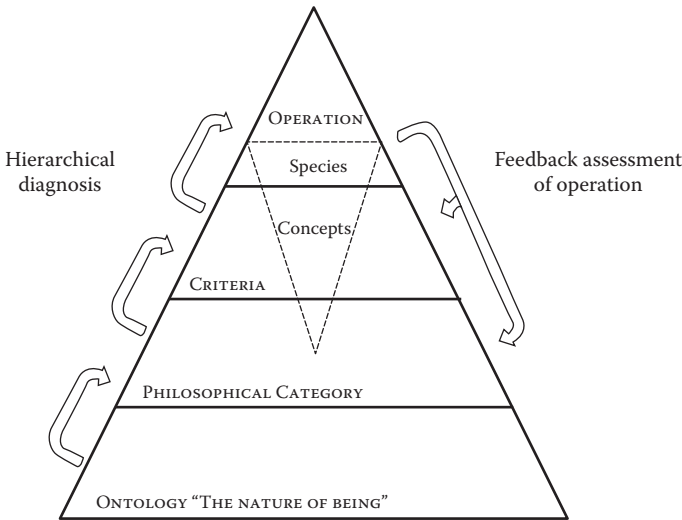 OPERATION
Hierarchical
diagnosis
Species
Feedback assessment
of operation
Concepts
CRITERIA
PHILOSOPHICAL CATEGORY
ONTOLOGY “THE NATURE OF BEING”